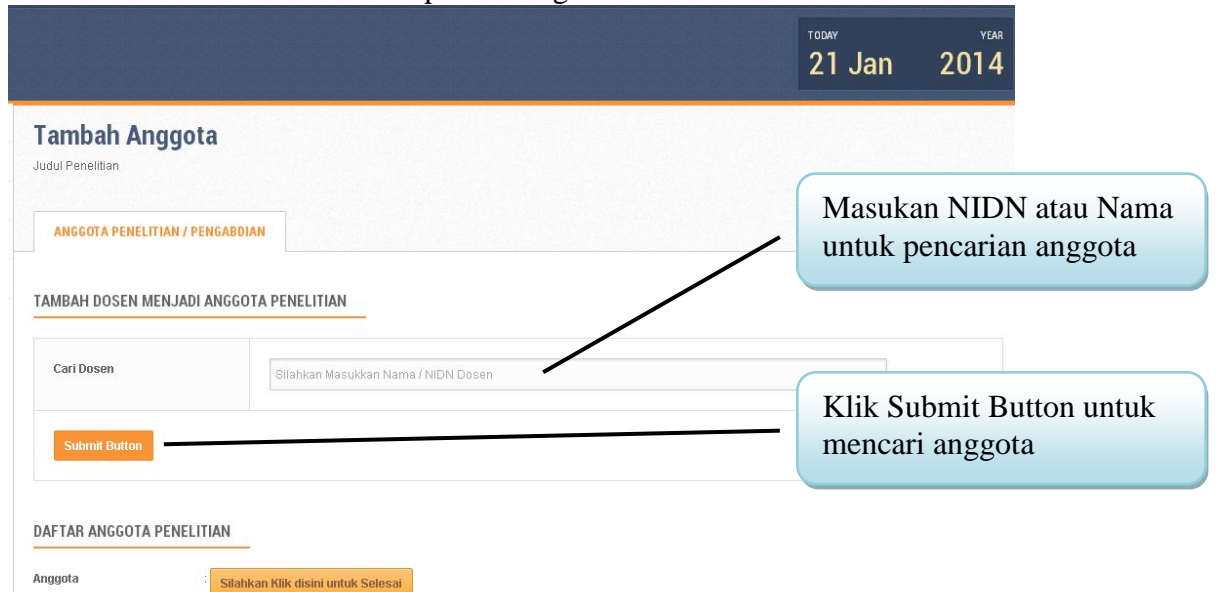 TODAY YEAR
21 Jan 2014
Tambah Anggota
Judul Penelitian
ANGGOTA PENELITIAN / PENGABDIAN
Masukan NIDN atau Nama
untuk pencarian anggota
TAMBAH DOSEN MENJADI ANGGOTA PENELITIAN
Cari Dosen
Silahkan Masukkan Nama / NIDN Dosen
Klik Submit Button untuk
mencari anggota
Submit Button
DAFTAR ANGGOTA PENELITIAN
Anggota : Silahkan Klik disini untuk Selesai